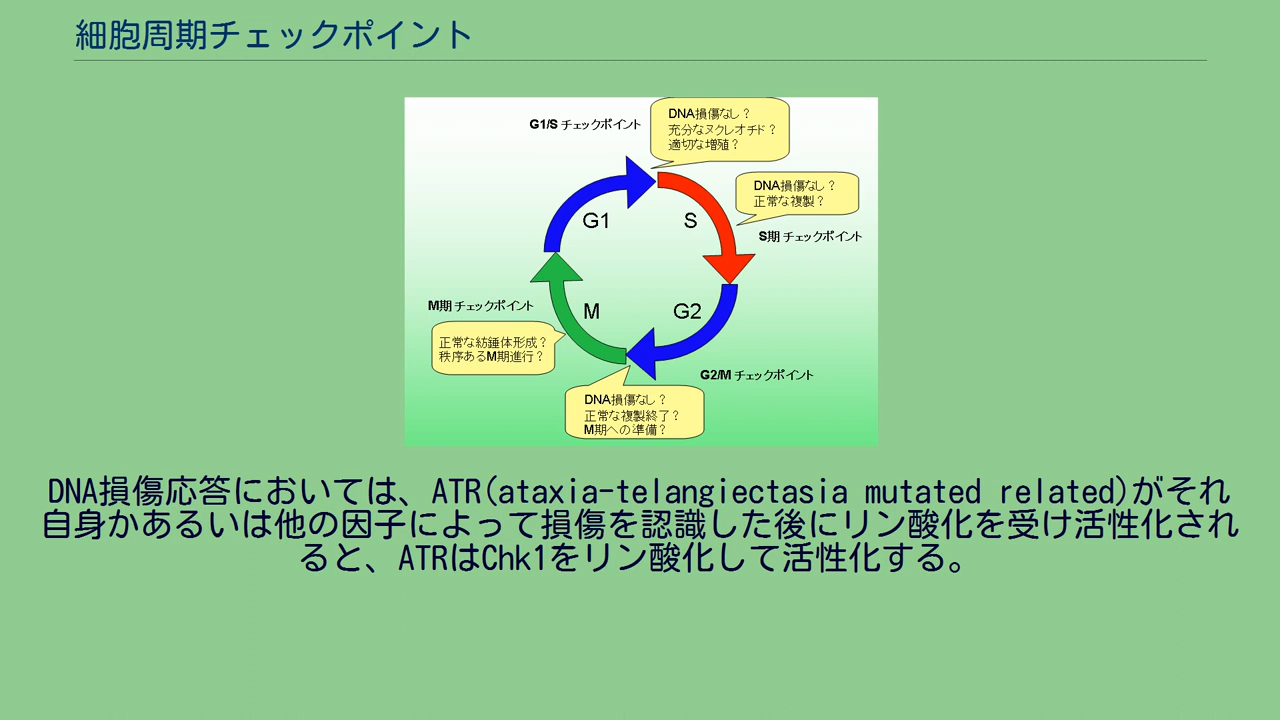 細胞周期チェックポイント
G1/S チェックポイント
DNA損傷なし？
充分なヌクレオチド？
適切な増殖？
DNA損傷なし？
正常な複製？
S期 チェックポイント
G1
S
M
G2
M期 チェックポイント
正常な紡錘体形成？
秩序あるM期進行？
G2/M チェックポイント
DNA損傷なし？
正常な複製終了？
M期への準備？
DNA損傷応答においては、ATR(ataxia-telangiectasia mutated related)がそれ
自身かあるいは他の因子によって損傷を認識した後にリン酸化を受け活性化され
ると、ATRはChk1をリン酸化して活性化する。